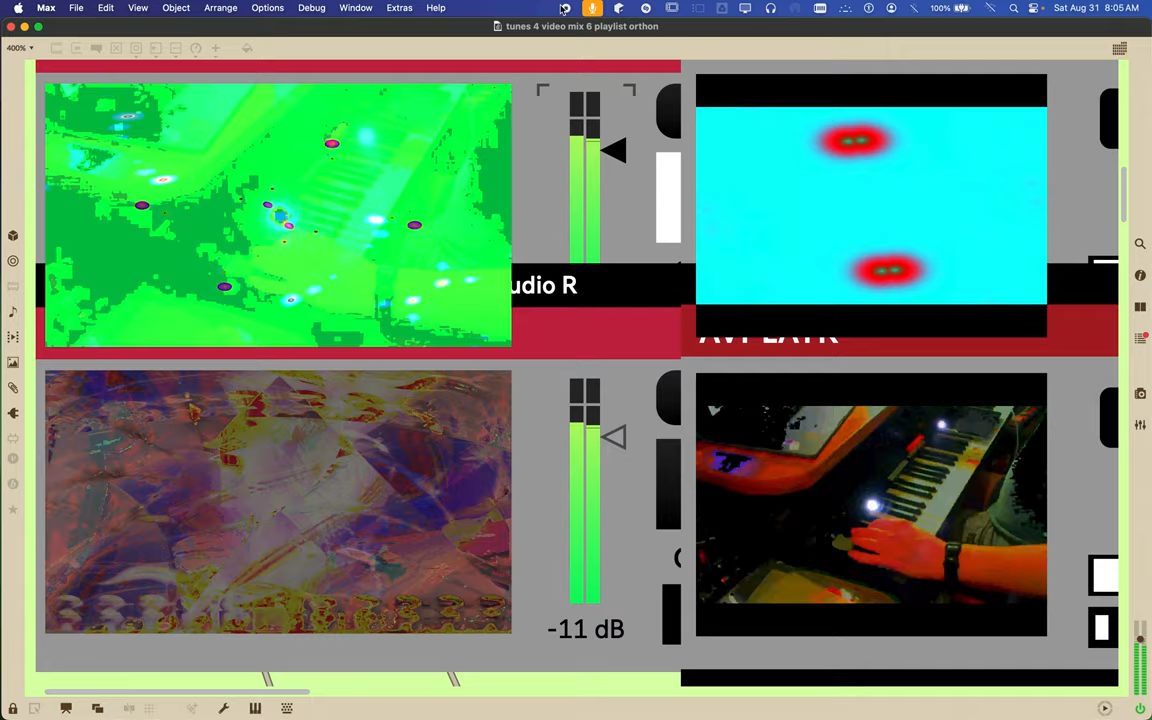 Max File Edit View Object Arrange Options Debug Window Extras Help 100% Sat Aug 31 8:05 AM
tunes 4 video mix 6 playlist orthon
400%
udio R
-11 dB